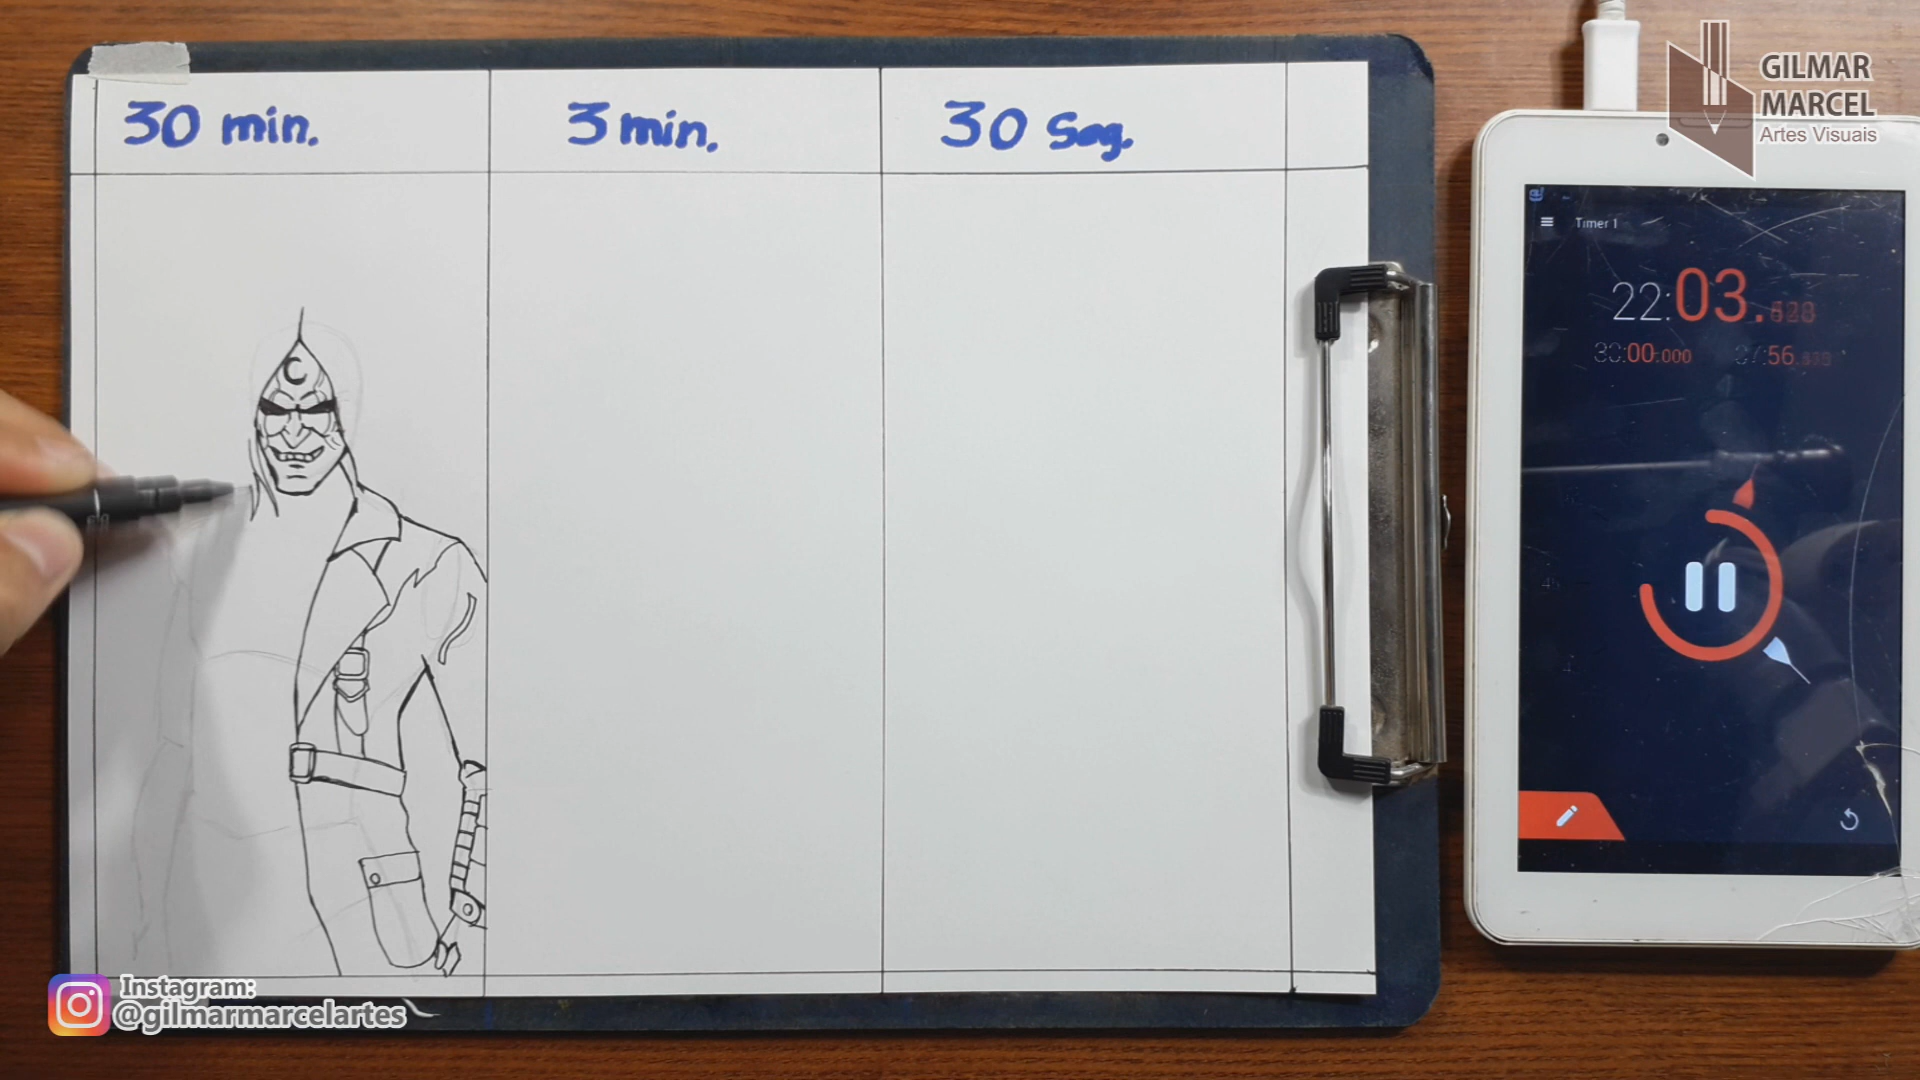 30 min.
3 min.
30 Seg.
GILMAR
MARCEL
Artes Visuais
Timer 1
22:03.
30:00.000
56.
Instagram:
@gilmarmarcelartes